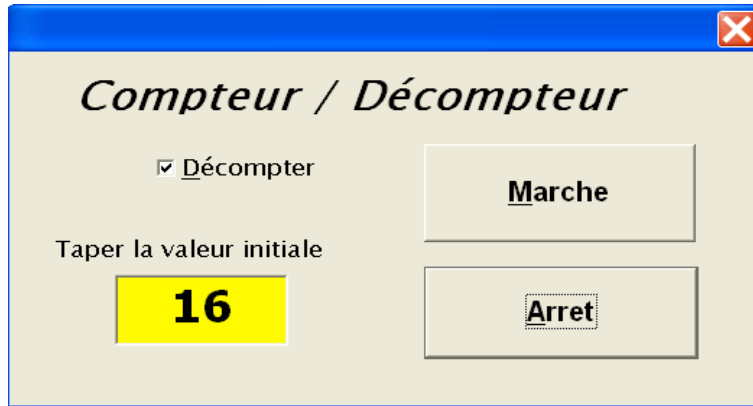 Compteur / Décompteur
Décompter
Marche
Taper la valeur initiale
16
Arret